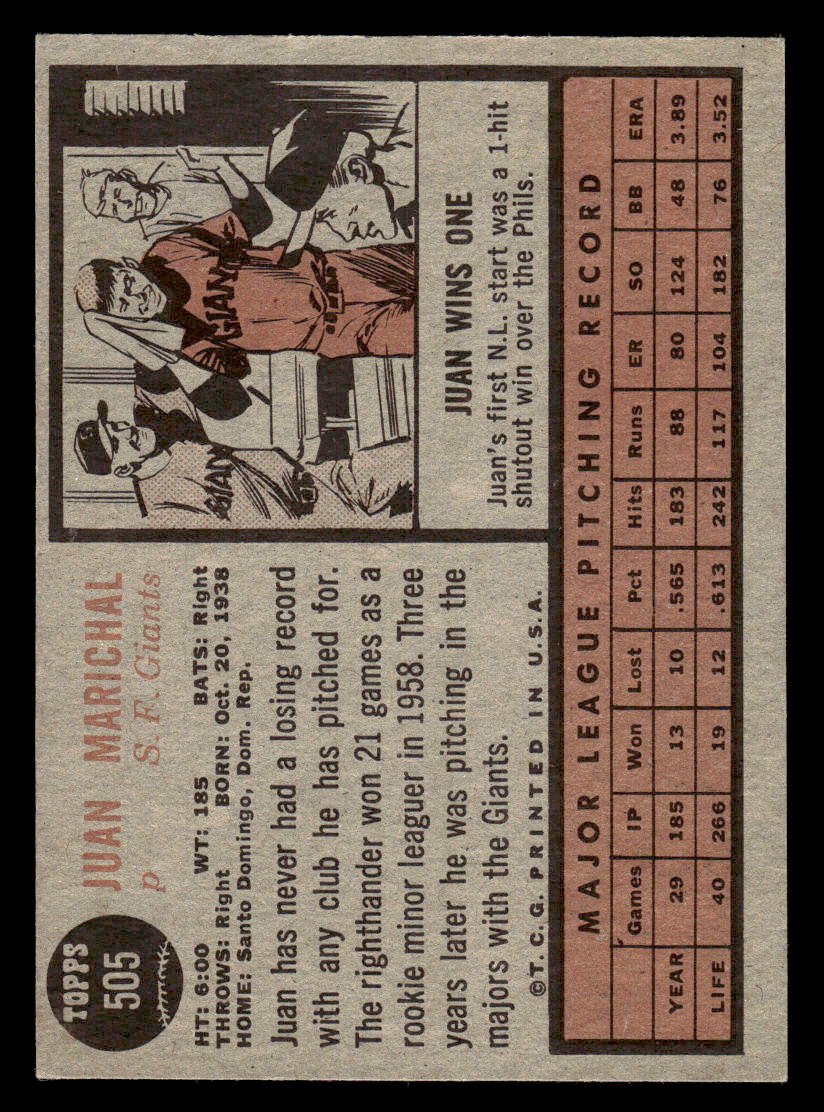 TOPPS
505
JUAN MARICHAL
p S. F. Giants
HT: 6:00 WT: 185 BATS: Right
THROWS: Right BORN: Oct. 20, 1938
HOME: Santo Domingo, Dom. Rep.
Juan has never had a losing record
with any club he has pitched for.
The righthander won 21 games as a
rookie minor leaguer in 1958. Three
years later he was pitching in the
majors with the Giants.
©T.C.G. PRINTED IN U.S.A.
GIAN
GIANT
JUAN WINS ONE
Juan's first N.L. start was a 1-hit
shutout win over the Phils.
MAJOR LEAGUE PITCHING RECORD
Games IP Won Lost Pct Hits Runs ER SO BB ERA
YEAR 29 185 13 10 .565 183 88 80 124 48 3.89
LIFE 40 266 19 12 .613 242 117 104 182 76 3.52